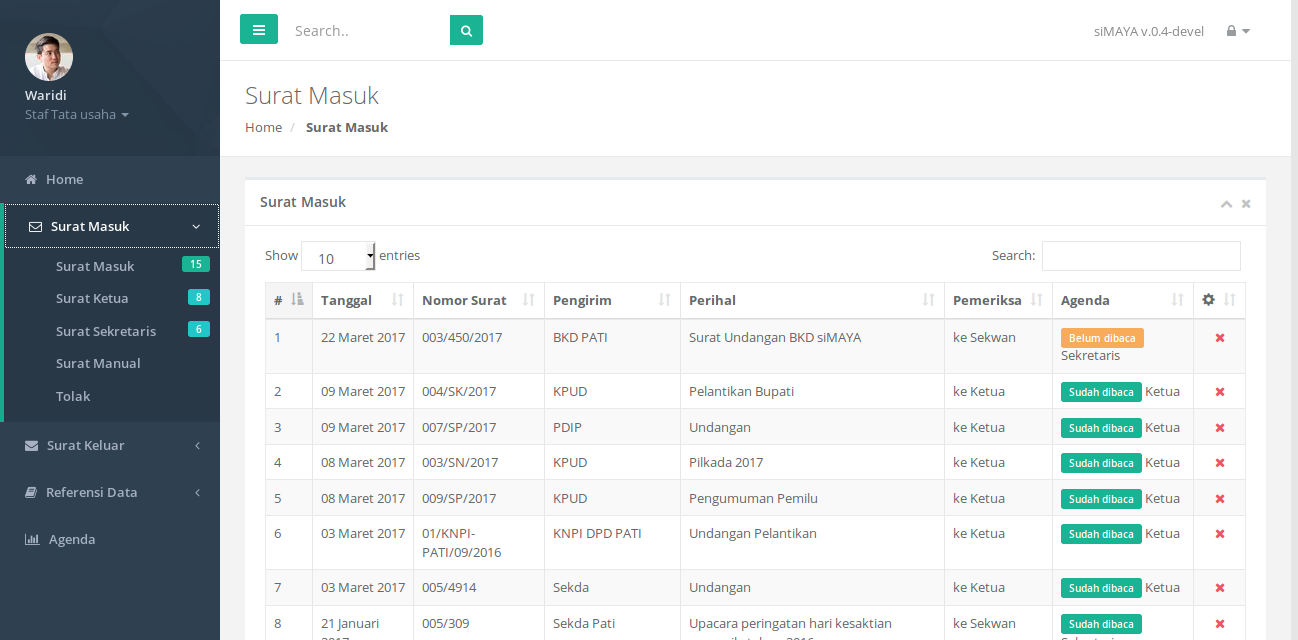 Search..
siMAYA v.0.4-devel
Waridi
Staf Tata usaha
Home
Surat Masuk
Surat Masuk 15
Surat Ketua 8
Surat Sekretaris 6
Surat Manual
Tolak
Surat Keluar
Referensi Data
Agenda
Surat Masuk
Home / Surat Masuk
Surat Masuk
Show 10 entries
Search:
# Tanggal Nomor Surat Pengirim Perihal Pemeriksa Agenda
1 22 Maret 2017 003/450/2017 BKD PATI Surat Undangan BKD siMAYA ke Sekwan Belum dibaca
Sekretaris
2 09 Maret 2017 004/SK/2017 KPUD Pelantikan Bupati ke Ketua Sudah dibaca Ketua
3 09 Maret 2017 007/SP/2017 PDIP Undangan ke Ketua Sudah dibaca Ketua
4 08 Maret 2017 003/SN/2017 KPUD Pilkada 2017 ke Ketua Sudah dibaca Ketua
5 08 Maret 2017 009/SP/2017 KPUD Pengumuman Pemilu ke Ketua Sudah dibaca Ketua
6 03 Maret 2017 01/KNPI- KNPI DPD PATI Undangan Pelantikan ke Ketua Sudah dibaca Ketua
PATI/09/2016
7 03 Maret 2017 005/4914 Sekda Undangan ke Ketua Sudah dibaca Ketua
8 21 Januari 005/309 Sekda Pati Upacara peringatan hari kesaktian ke Sekwan Sudah dibaca